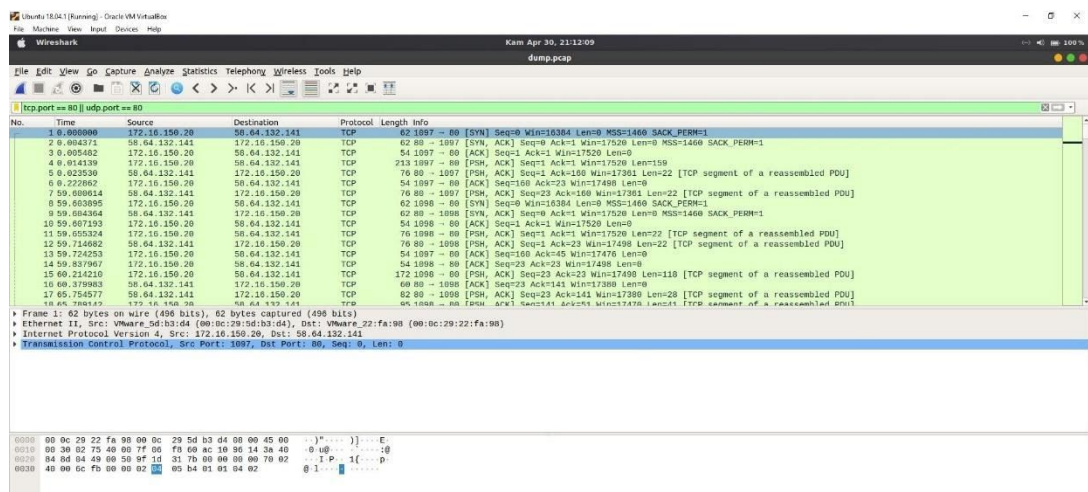 Ubuntu 18.04.1 [Running] - Oracle VM VirtualBox
File Machine View Input Devices Help
Wireshark Kam Apr 30, 21:12:09 100 %
dump.pcap
File Edit View Go Capture Analyze Statistics Telephony Wireless Tools Help
tcp.port == 80 || udp.port == 80
No. Time Source Destination Protocol Length Info
1 0.000000 172.16.150.20 58.64.132.141 TCP 62 1097 → 80 [SYN] Seq=0 Win=16384 Len=0 MSS=1460 SACK_PERM=1
2 0.004371 58.64.132.141 172.16.150.20 TCP 62 80 → 1097 [SYN, ACK] Seq=0 Ack=1 Win=17520 Len=0 MSS=1460 SACK_PERM=1
3 0.005482 172.16.150.20 58.64.132.141 TCP 54 1097 → 80 [ACK] Seq=1 Ack=1 Win=17520 Len=0
4 0.014139 172.16.150.20 58.64.132.141 TCP 213 1097 → 80 [PSH, ACK] Seq=1 Ack=1 Win=17520 Len=159
5 0.023530 58.64.132.141 172.16.150.20 TCP 76 80 → 1097 [PSH, ACK] Seq=1 Ack=160 Win=17361 Len=22 [TCP segment of a reassembled PDU]
6 0.222862 172.16.150.20 58.64.132.141 TCP 54 1097 → 80 [ACK] Seq=160 Ack=23 Win=17498 Len=0
7 59.600614 58.64.132.141 172.16.150.20 TCP 76 80 → 1097 [PSH, ACK] Seq=23 Ack=160 Win=17361 Len=22 [TCP segment of a reassembled PDU]
8 59.603895 172.16.150.20 58.64.132.141 TCP 62 1098 → 80 [SYN] Seq=0 Win=16384 Len=0 MSS=1460 SACK_PERM=1
9 59.604364 58.64.132.141 172.16.150.20 TCP 62 80 → 1098 [SYN, ACK] Seq=0 Ack=1 Win=17520 Len=0 MSS=1460 SACK_PERM=1
10 59.607193 172.16.150.20 58.64.132.141 TCP 54 1098 → 80 [ACK] Seq=1 Ack=1 Win=17520 Len=0
11 59.655324 172.16.150.20 58.64.132.141 TCP 76 1098 → 80 [PSH, ACK] Seq=1 Ack=1 Win=17520 Len=22 [TCP segment of a reassembled PDU]
12 59.714682 58.64.132.141 172.16.150.20 TCP 76 80 → 1098 [PSH, ACK] Seq=1 Ack=23 Win=17498 Len=22 [TCP segment of a reassembled PDU]
13 59.724253 172.16.150.20 58.64.132.141 TCP 54 1097 → 80 [ACK] Seq=160 Ack=45 Win=17476 Len=0
14 59.837967 172.16.150.20 58.64.132.141 TCP 54 1098 → 80 [ACK] Seq=23 Ack=23 Win=17498 Len=0
15 60.214210 172.16.150.20 58.64.132.141 TCP 172 1098 → 80 [PSH, ACK] Seq=23 Ack=23 Win=17498 Len=118 [TCP segment of a reassembled PDU]
16 60.379983 58.64.132.141 172.16.150.20 TCP 60 80 → 1098 [ACK] Seq=23 Ack=141 Win=17380 Len=0
17 65.754577 58.64.132.141 172.16.150.20 TCP 82 80 → 1098 [PSH, ACK] Seq=23 Ack=141 Win=17380 Len=28 [TCP segment of a reassembled PDU]
18 65.789142 172.16.150.20 58.64.132.141 TCP 95 1098 → 80 [PSH, ACK] Seq=141 Ack=51 Win=17470 Len=41 [TCP segment of a reassembled PDU]
Frame 1: 62 bytes on wire (496 bits), 62 bytes captured (496 bits)
Ethernet II, Src: VMware_5d:b3:d4 (00:0c:29:5d:b3:d4), Dst: VMware_22:fa:98 (00:0c:29:22:fa:98)
Internet Protocol Version 4, Src: 172.16.150.20, Dst: 58.64.132.141
Transmission Control Protocol, Src Port: 1097, Dst Port: 80, Seq: 0, Len: 0
0000 00 0c 29 22 fa 98 00 0c 29 5d b3 d4 08 00 45 00 ··)"···· )]····E·
0010 00 30 02 75 40 00 7f 06 f8 60 ac 10 96 14 3a 40 ·0·u@··· ·`····:@
0020 84 8d 04 49 00 50 9f 1d 31 7b 00 00 00 00 70 02 ···I·P·· 1{····p·
0030 40 00 6c fb 00 00 02 04 05 b4 01 01 04 02 @·l····· ······